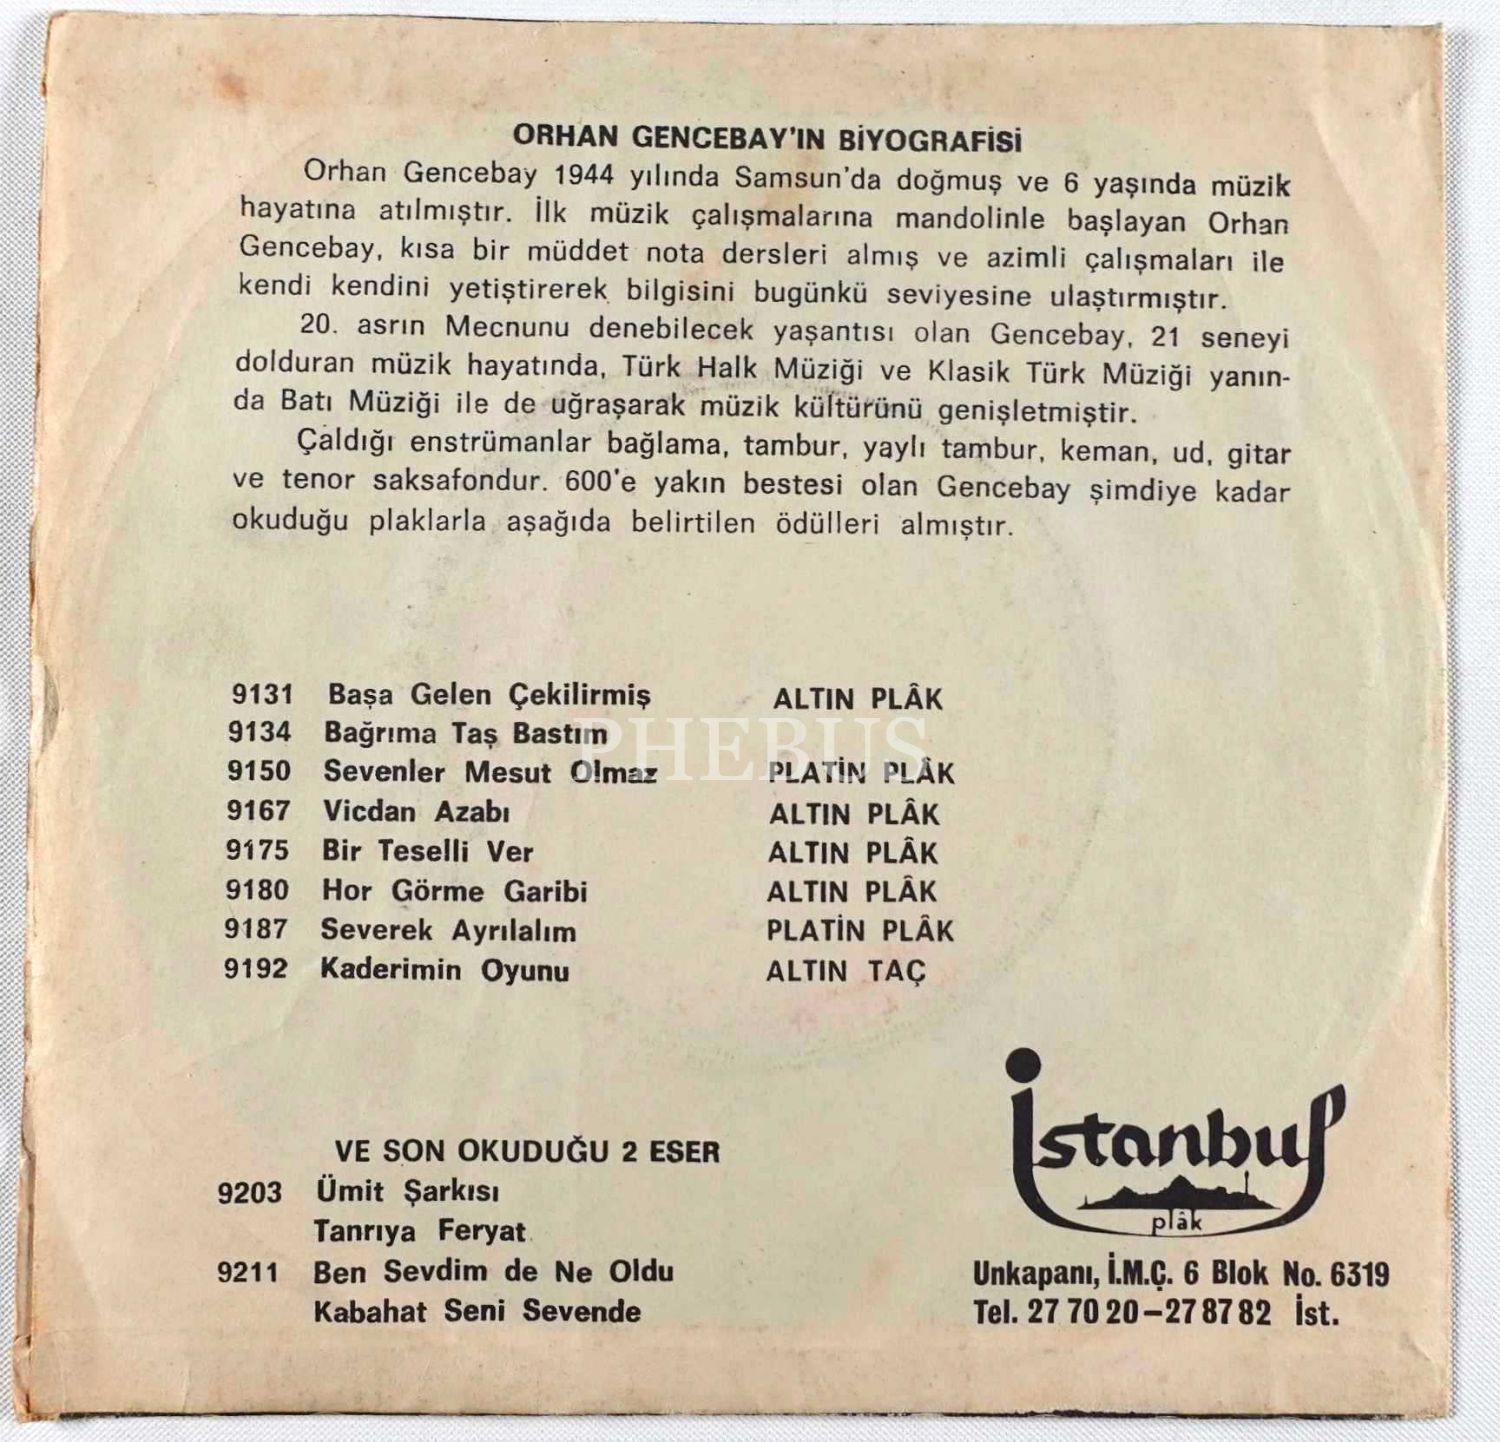 ORHAN GENCEBAY'IN BİYOGRAFİSİ
Orhan Gencebay 1944 yılında Samsun'da doğmuş ve 6 yaşında müzik
hayatına atılmıştır. İlk müzik çalışmalarına mandolinle başlayan Orhan
Gencebay, kısa bir müddet nota dersleri almış ve azimli çalışmaları ile
kendi kendini yetiştirerek bilgisini bugünkü seviyesine ulaştırmıştır.
20. asrın Mecnunu denebilecek yaşantısı olan Gencebay, 21 seneyi
dolduran müzik hayatında, Türk Halk Müziği ve Klasik Türk Müziği yanın-
da Batı Müziği ile de uğraşarak müzik kültürünü genişletmiştir.
Çaldığı enstrümanlar bağlama, tambur, yaylı tambur, keman, ud, gitar
ve tenor saksafondur. 600'e yakın bestesi olan Gencebay şimdiye kadar
okuduğu plaklarla aşağıda belirtilen ödülleri almıştır.
9131 Başa Gelen Çekilirmiş ALTIN PLÂK
9134 Bağrıma Taş Bastım
PHEBUS
9150 Sevenler Mesut Olmaz PLATİN PLÂK
9167 Vicdan Azabı ALTIN PLÂK
9175 Bir Teselli Ver ALTIN PLÂK
9180 Hor Görme Garibi ALTIN PLÂK
9187 Severek Ayrılalım PLATİN PLÂK
9192 Kaderimin Oyunu ALTIN TAÇ
VE SON OKUDUĞU 2 ESER
9203 Ümit Şarkısı
Tanrıya Feryat
9211 Ben Sevdim de Ne Oldu
Kabahat Seni Sevende
İstanbul
plâk
Unkapanı, İ.M.Ç. 6 Blok No. 6319
Tel. 27 70 20–27 87 82 İst.